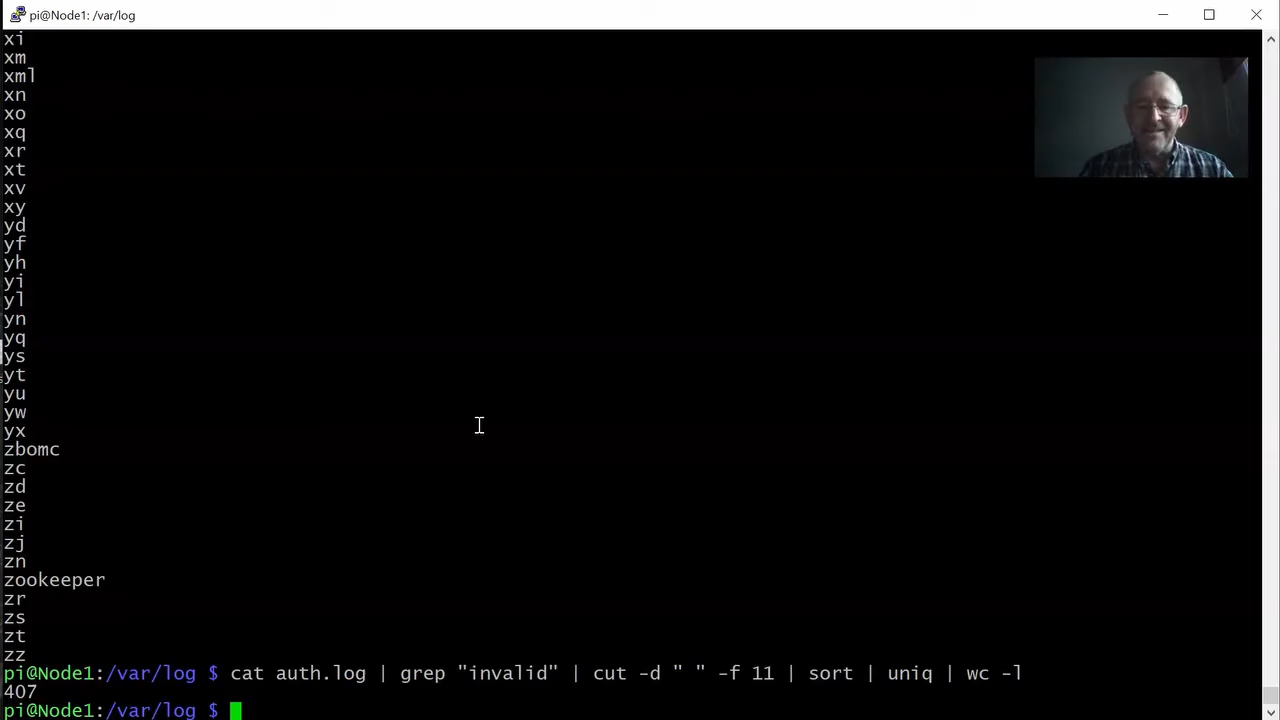 pi@Node1: /var/log
xi
xm
xml
xn
xo
xq
xr
xt
xv
xy
yd
yf
yh
yi
yl
yn
yq
ys
yt
yu
yw
yx
zbomc
zc
zd
ze
zi
zj
zn
zookeeper
zr
zs
zt
zz
pi@Node1:/var/log $ cat auth.log | grep "invalid" | cut -d " " -f 11 | sort | uniq | wc -l
407
pi@Node1:/var/log $